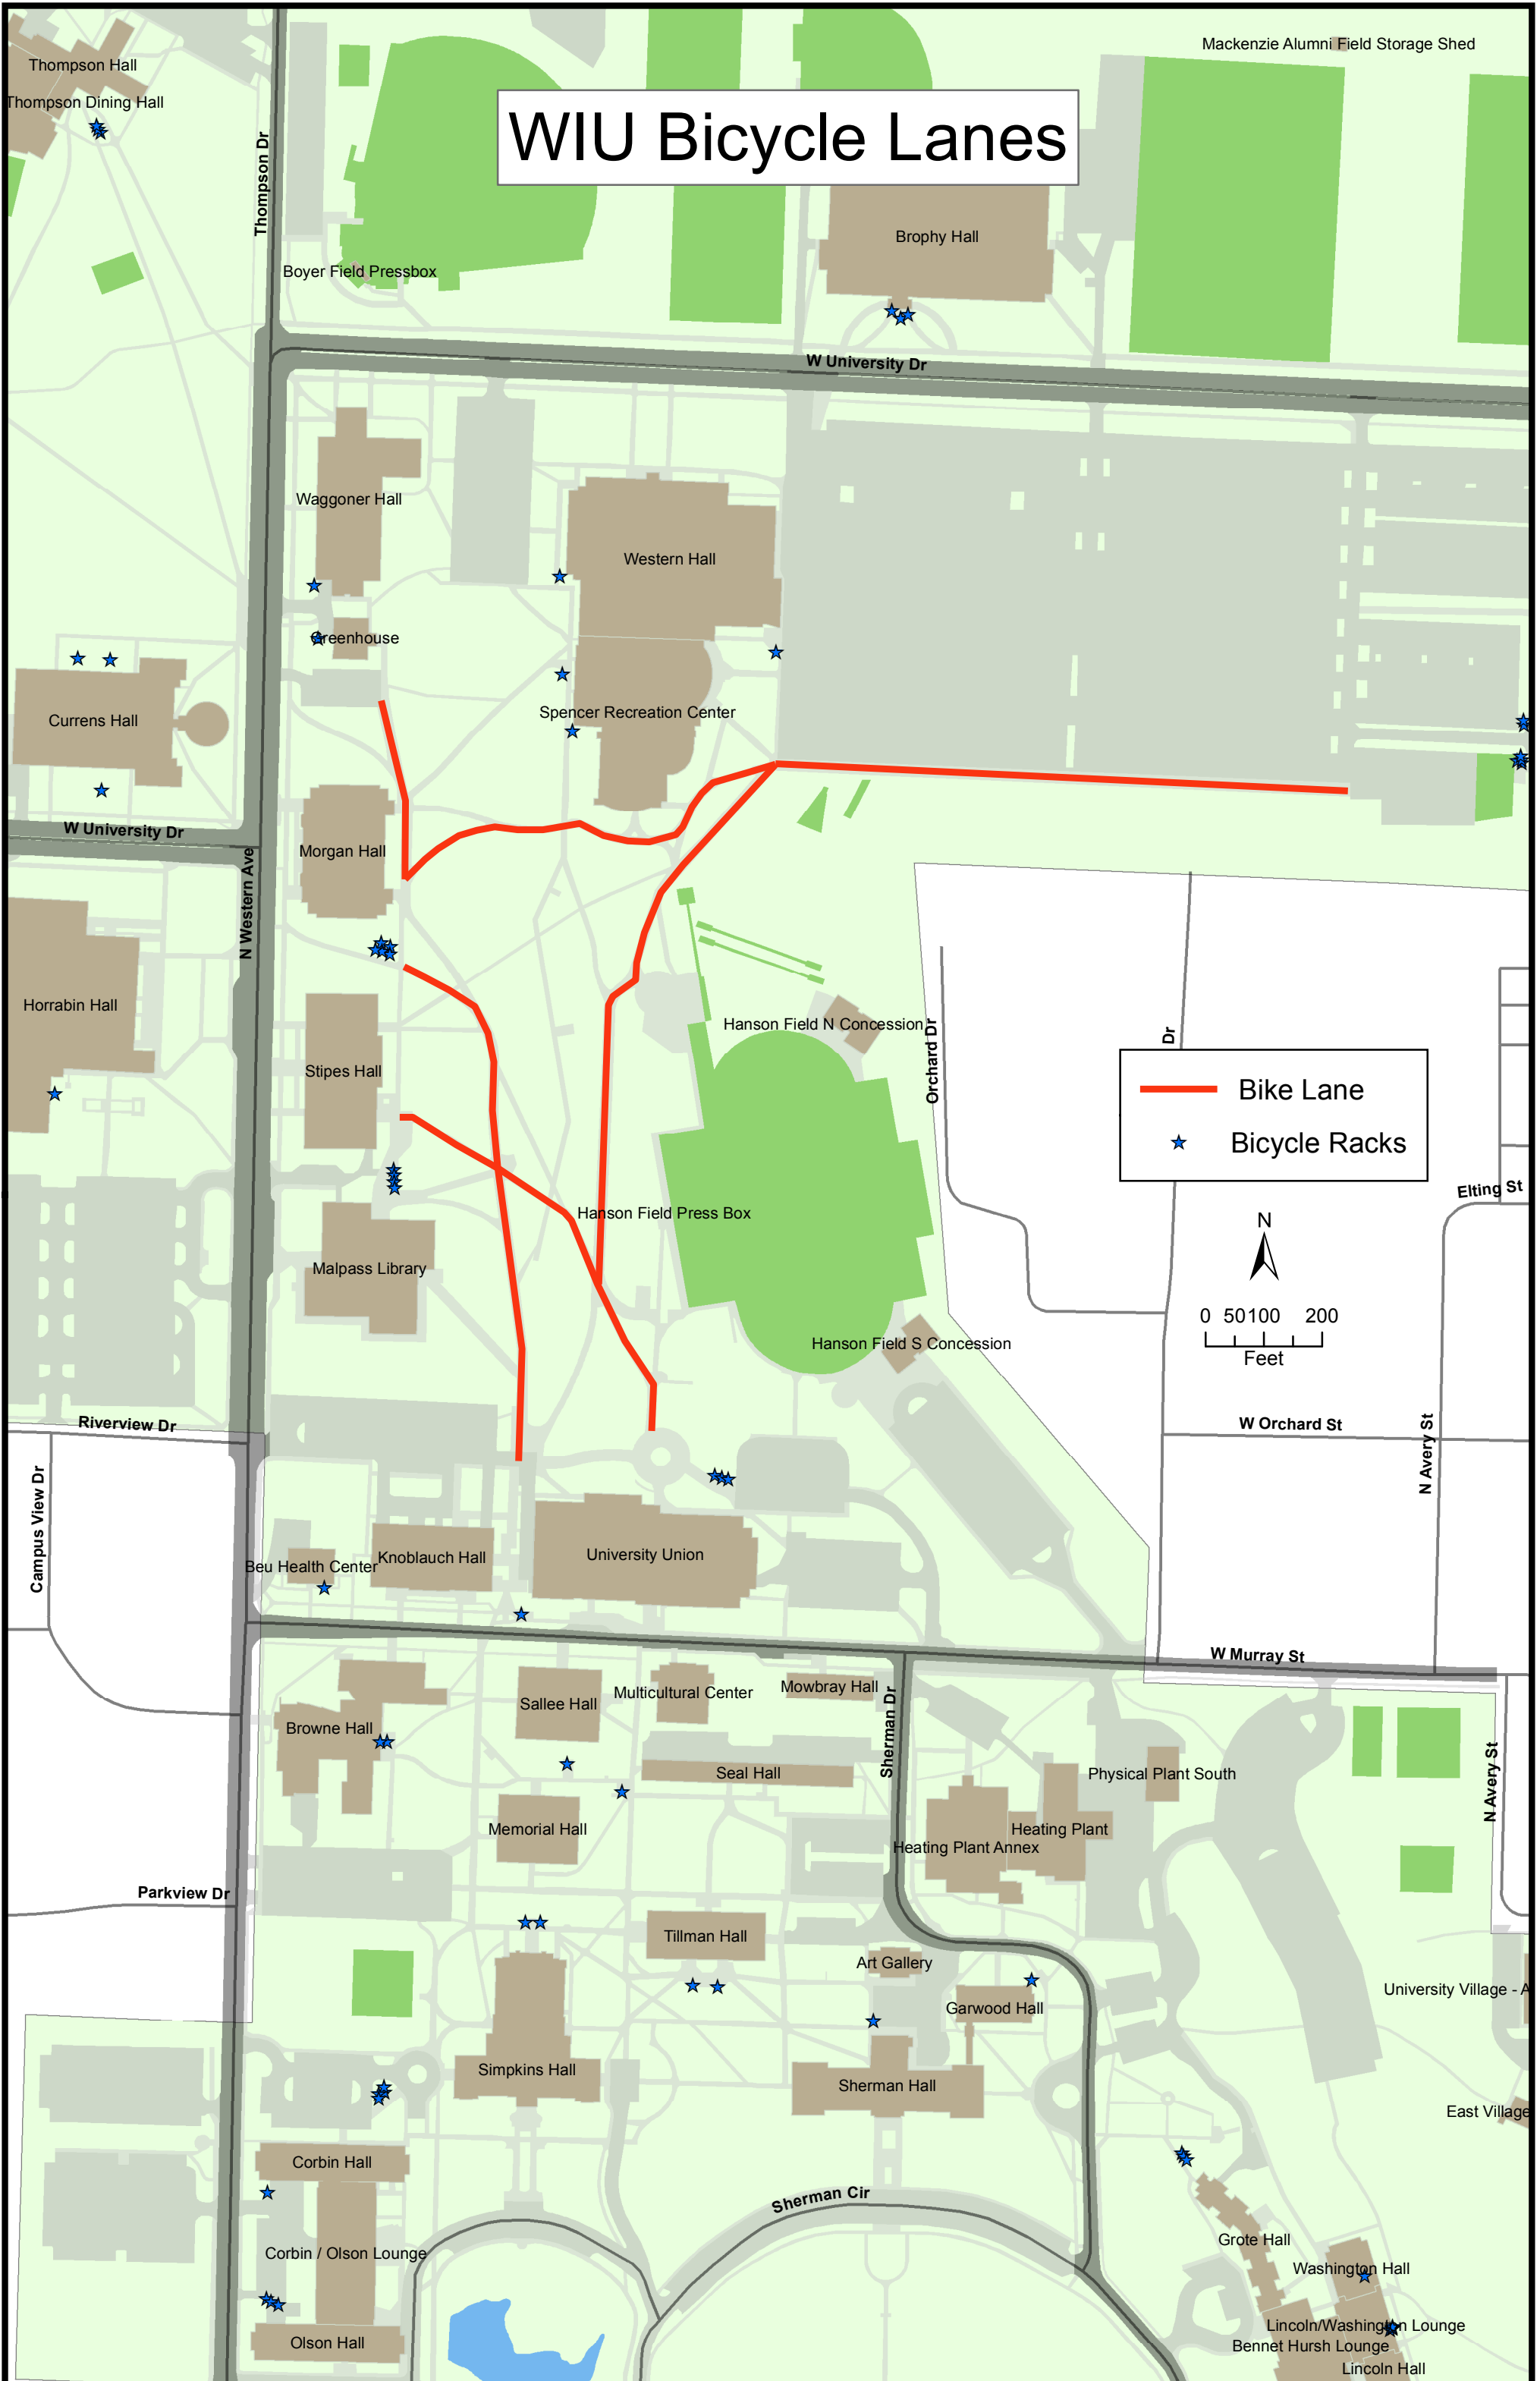 Mackenzie Alumni Field Storage Shed
Thompson Hall
Thompson Dining Hall
WIU Bicycle Lanes
Thompson Dr
Brophy Hall
Boyer Field Pressbox
W University Dr
Waggoner Hall
Western Hall
Greenhouse
Spencer Recreation Center
Currens Hall
W University Dr
Morgan Hall
N Western Ave
Horrabin Hall
Hanson Field N Concession
Orchard Dr
Dr
Stipes Hall
Bike Lane
Bicycle Racks
Elting St
Hanson Field Press Box
N
Malpass Library
0 50 100 200
Feet
Hanson Field S Concession
Riverview Dr
W Orchard St
N Avery St
Campus View Dr
Beu Health Center
Knoblauch Hall
University Union
W Murray St
Sallee Hall
Multicultural Center
Mowbray Hall
Browne Hall
Sherman Dr
Seal Hall
Physical Plant South
N Avery St
Memorial Hall
Heating Plant
Heating Plant Annex
Parkview Dr
Tillman Hall
Art Gallery
University Village - A
Garwood Hall
Simpkins Hall
Sherman Hall
East Village
Corbin Hall
Sherman Cir
Grote Hall
Corbin / Olson Lounge
Washington Hall
Lincoln/Washington Lounge
Olson Hall
Bennet Hursh Lounge
Lincoln Hall